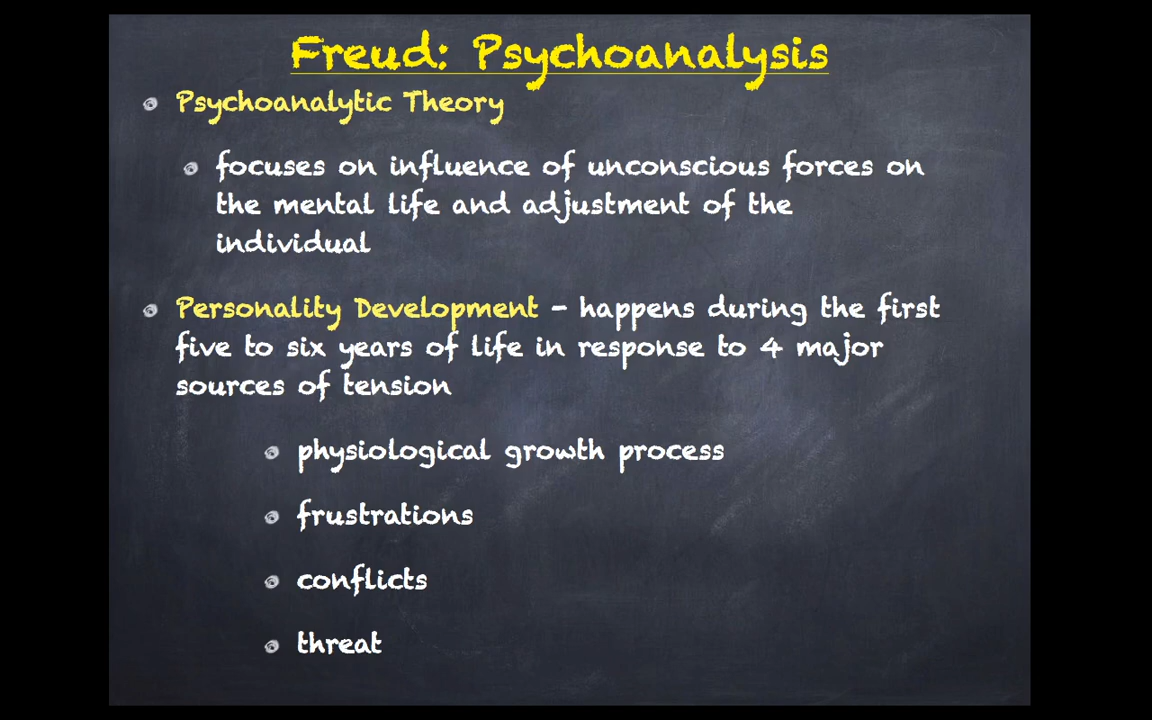 Freud: Psychoanalysis
Psychoanalytic Theory
focuses on influence of unconscious forces on
the mental life and adjustment of the
individual
Personality Development - happens during the first
five to six years of life in response to 4 major
sources of tension
physiological growth process
frustrations
conflicts
threat